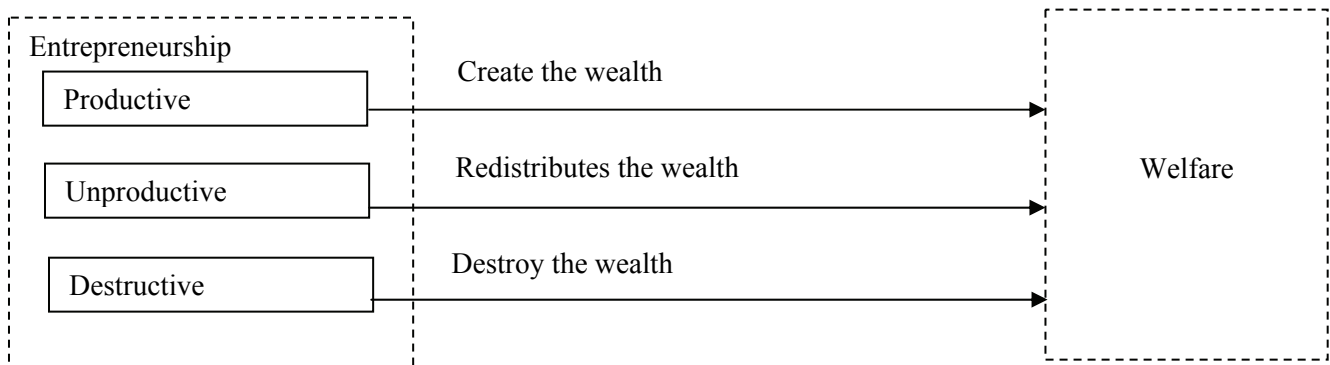 Entrepreneurship
Productive
Create the wealth
Unproductive
Redistributes the wealth
Welfare
Destructive
Destroy the wealth